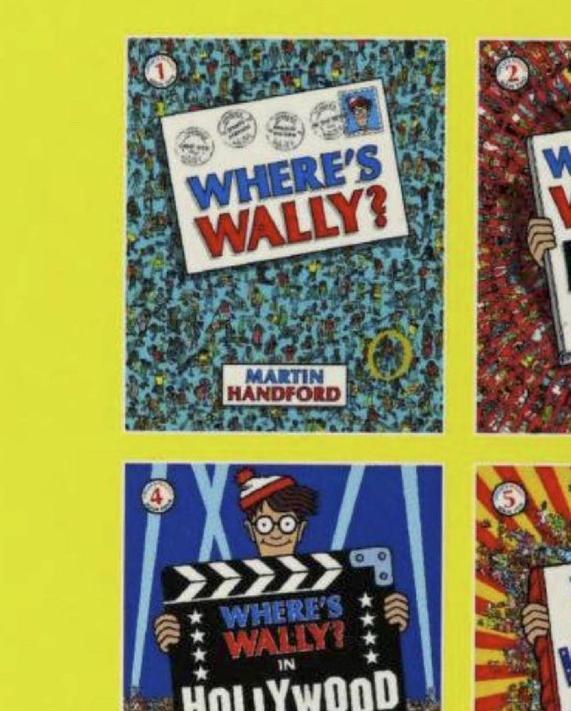 1
WHERE'S
WALLY?
MARTIN
HANDFORD
2
W
4
WHERE'S
WALLY?
IN
HOLLYWOOD
5